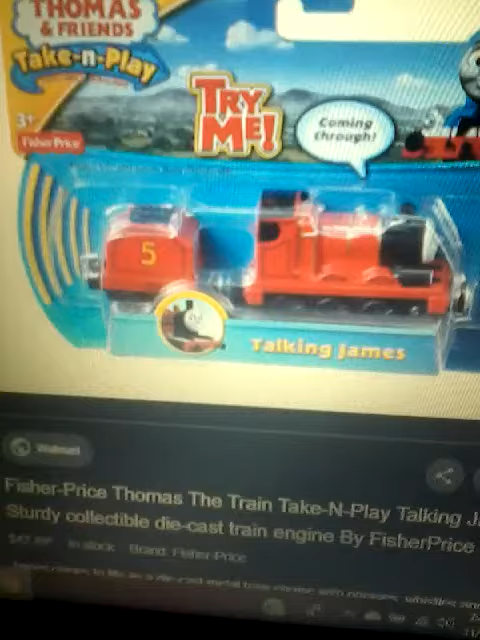 THOMAS
& FRIENDS
Take-n-Play
3+
Fisher-Price
TRY
ME!
Coming
through!
5
Talking James
Walmart
Fisher-Price Thomas The Train Take-N-Play Talking J
Sturdy collectible die-cast train engine By FisherPrice
In stock Brand: Fisher-Price